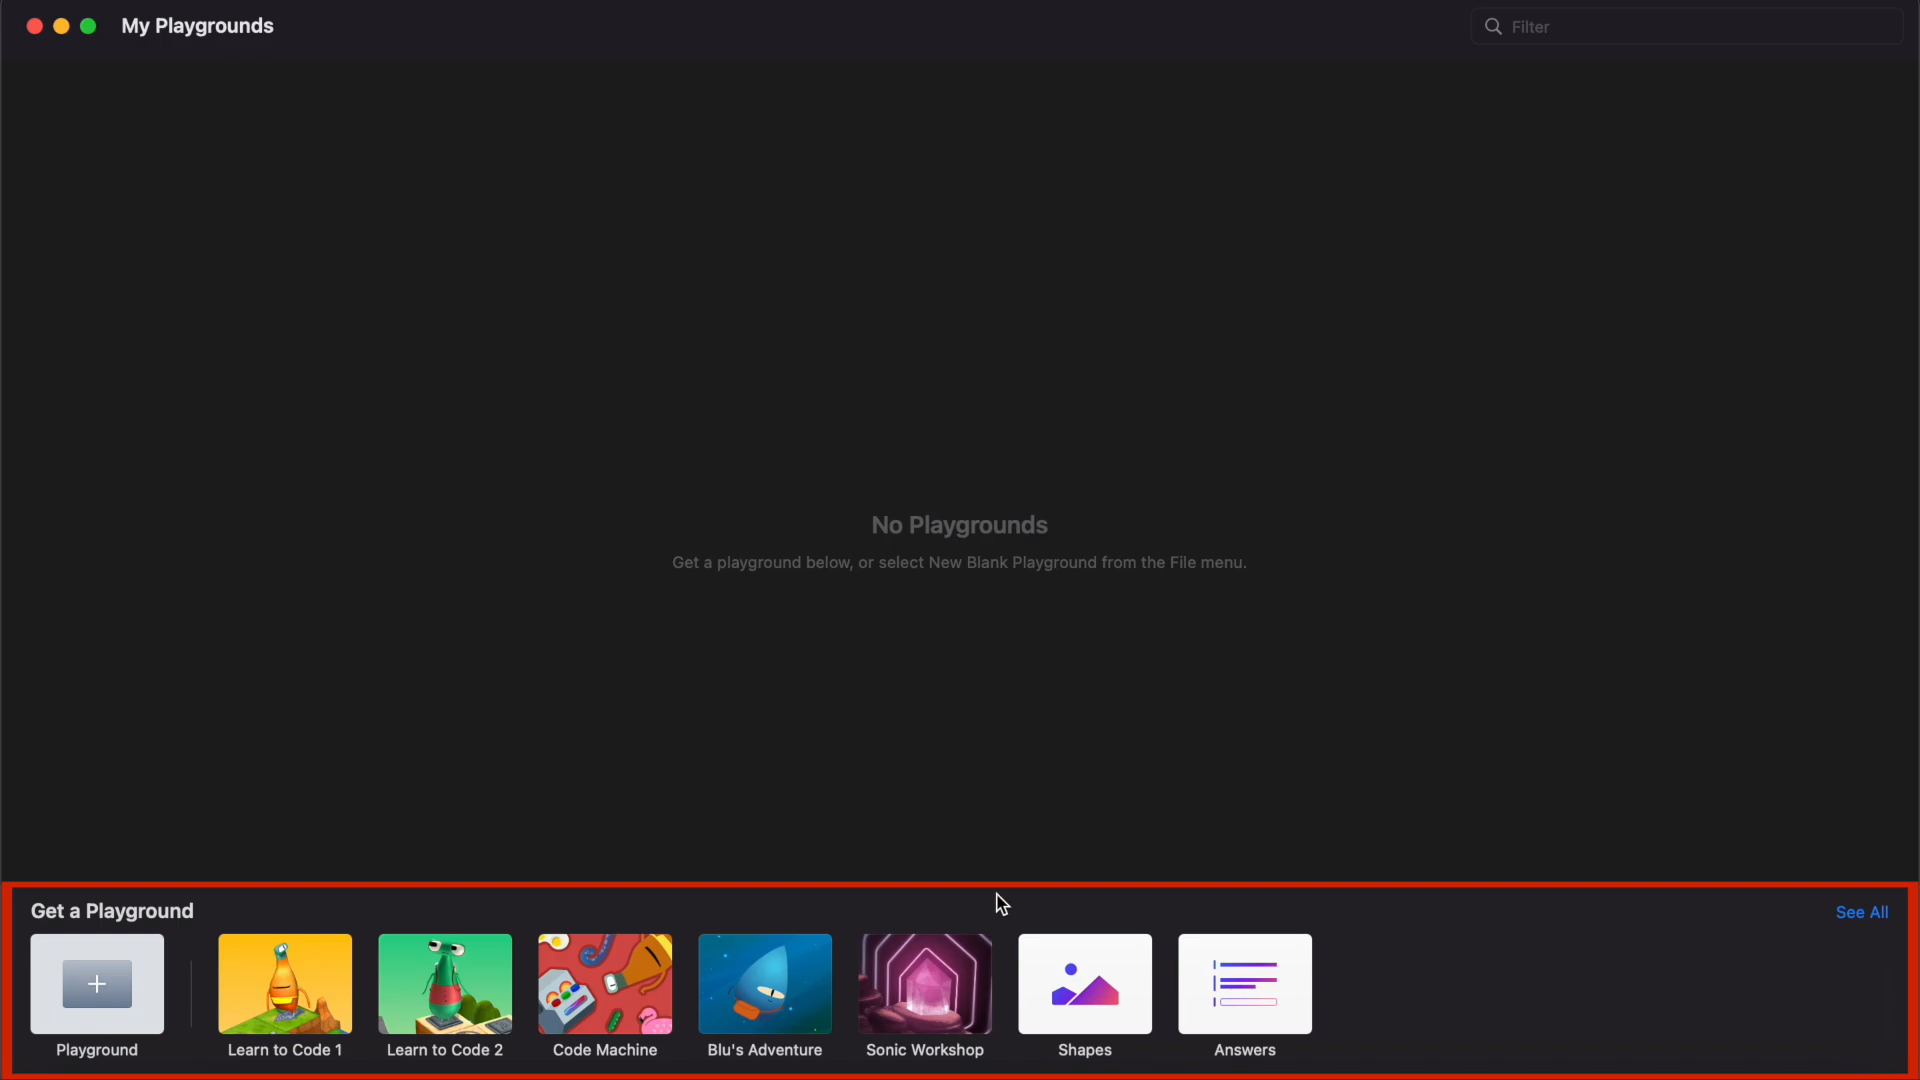 My Playgrounds
Filter
No Playgrounds
Get a playground below, or select New Blank Playground from the File menu.
Get a Playground
See All
Playground
Learn to Code 1
Learn to Code 2
Code Machine
Blu's Adventure
Sonic Workshop
Shapes
Answers